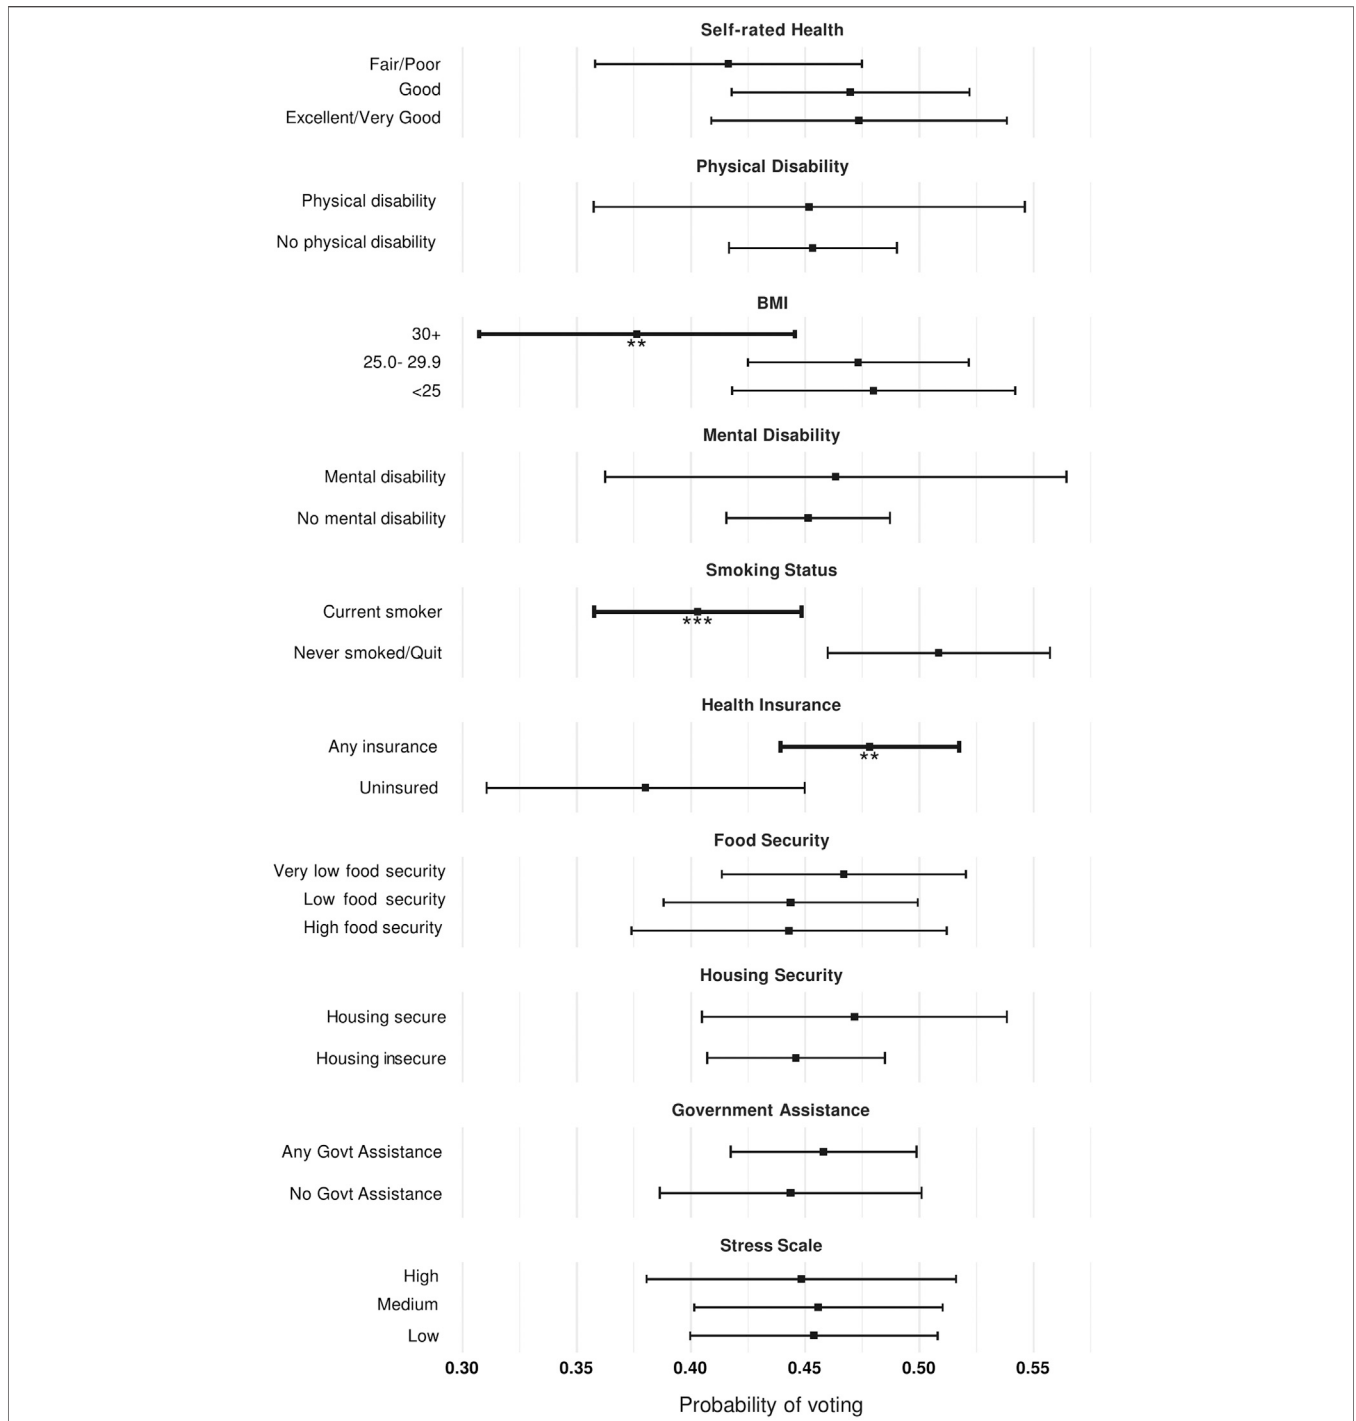 Self-rated Health
Fair/Poor
Good
Excellent/Very Good
Physical Disability
Physical disability
No physical disability
BMI
30+
**
25.0- 29.9
<25
Mental Disability
Mental disability
No mental disability
Smoking Status
Current smoker
***
Never smoked/Quit
Health Insurance
Any insurance
**
Uninsured
Food Security
Very low food security
Low food security
High food security
Housing Security
Housing secure
Housing insecure
Government Assistance
Any Govt Assistance
No Govt Assistance
Stress Scale
High
Medium
Low
0.30 0.35 0.40 0.45 0.50 0.55
Probability of voting